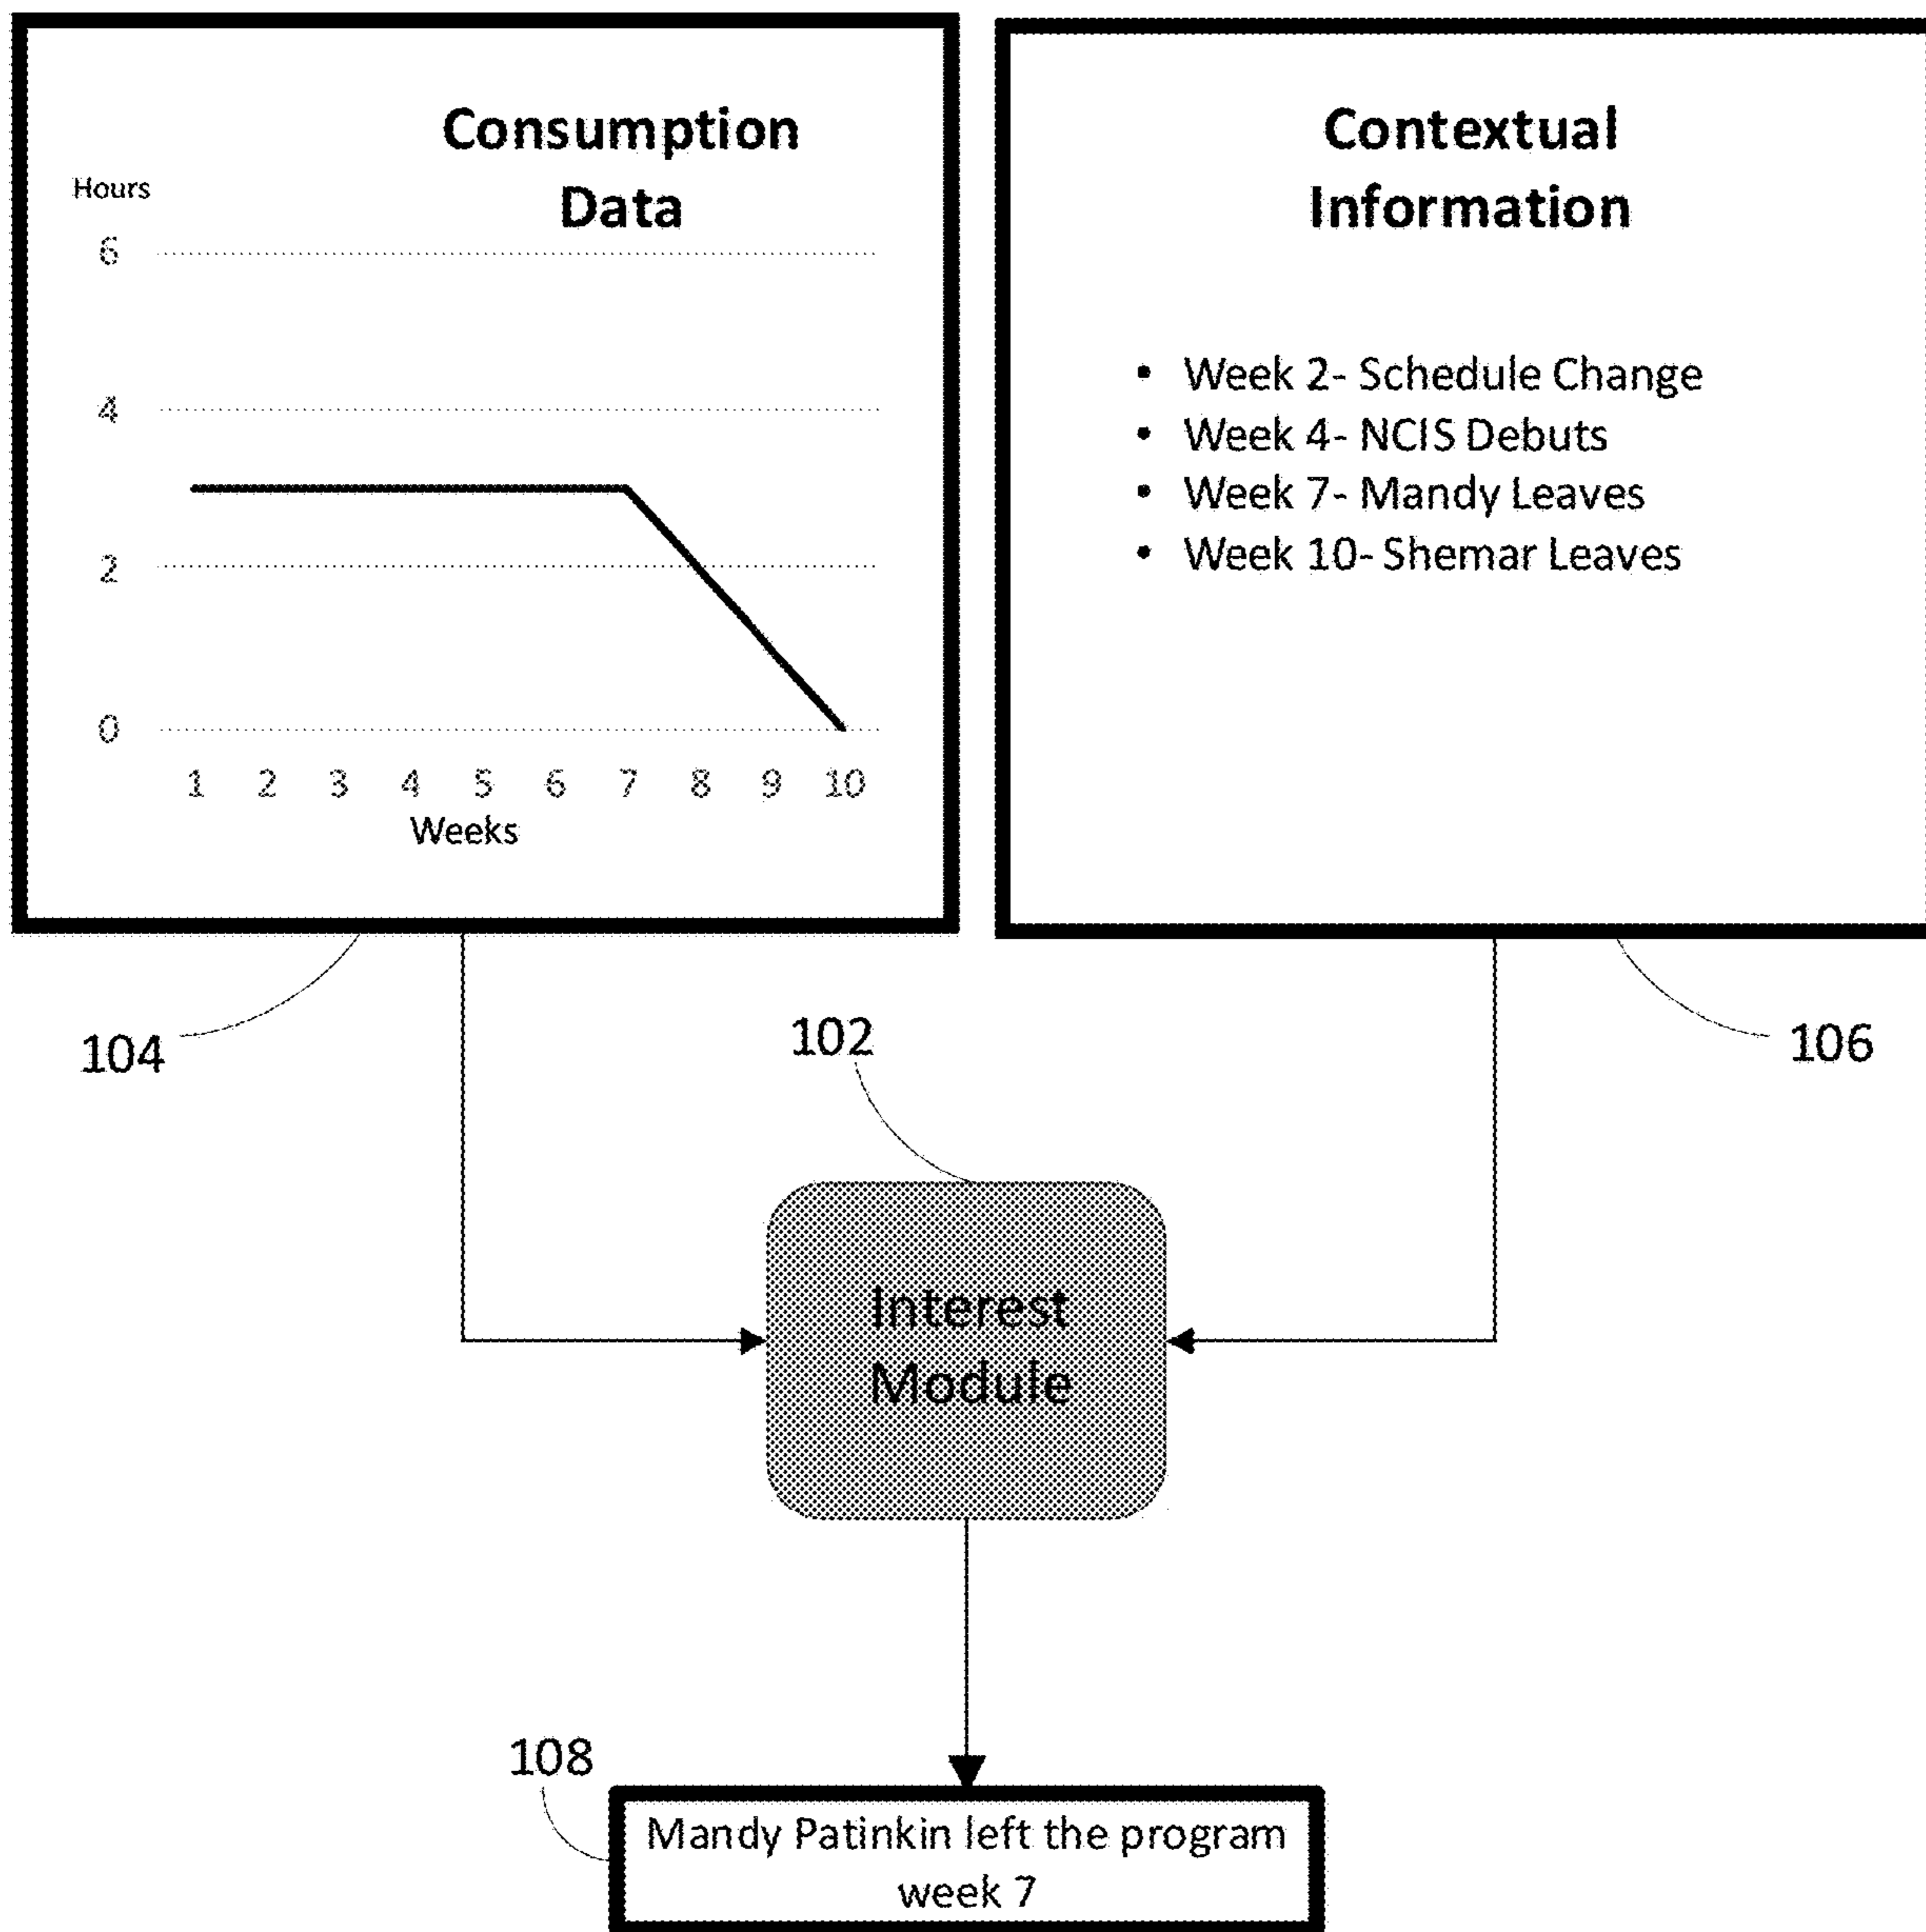 Consumption
Data
Hours
6
4
2
0
1 2 3 4 5 6 7 8 9 10
Weeks
Contextual
Information
• Week 2- Schedule Change
• Week 4- NCIS Debuts
• Week 7- Mandy Leaves
• Week 10- Shemar Leaves
104
102
106
Interest
Module
108
Mandy Patinkin left the program
week 7